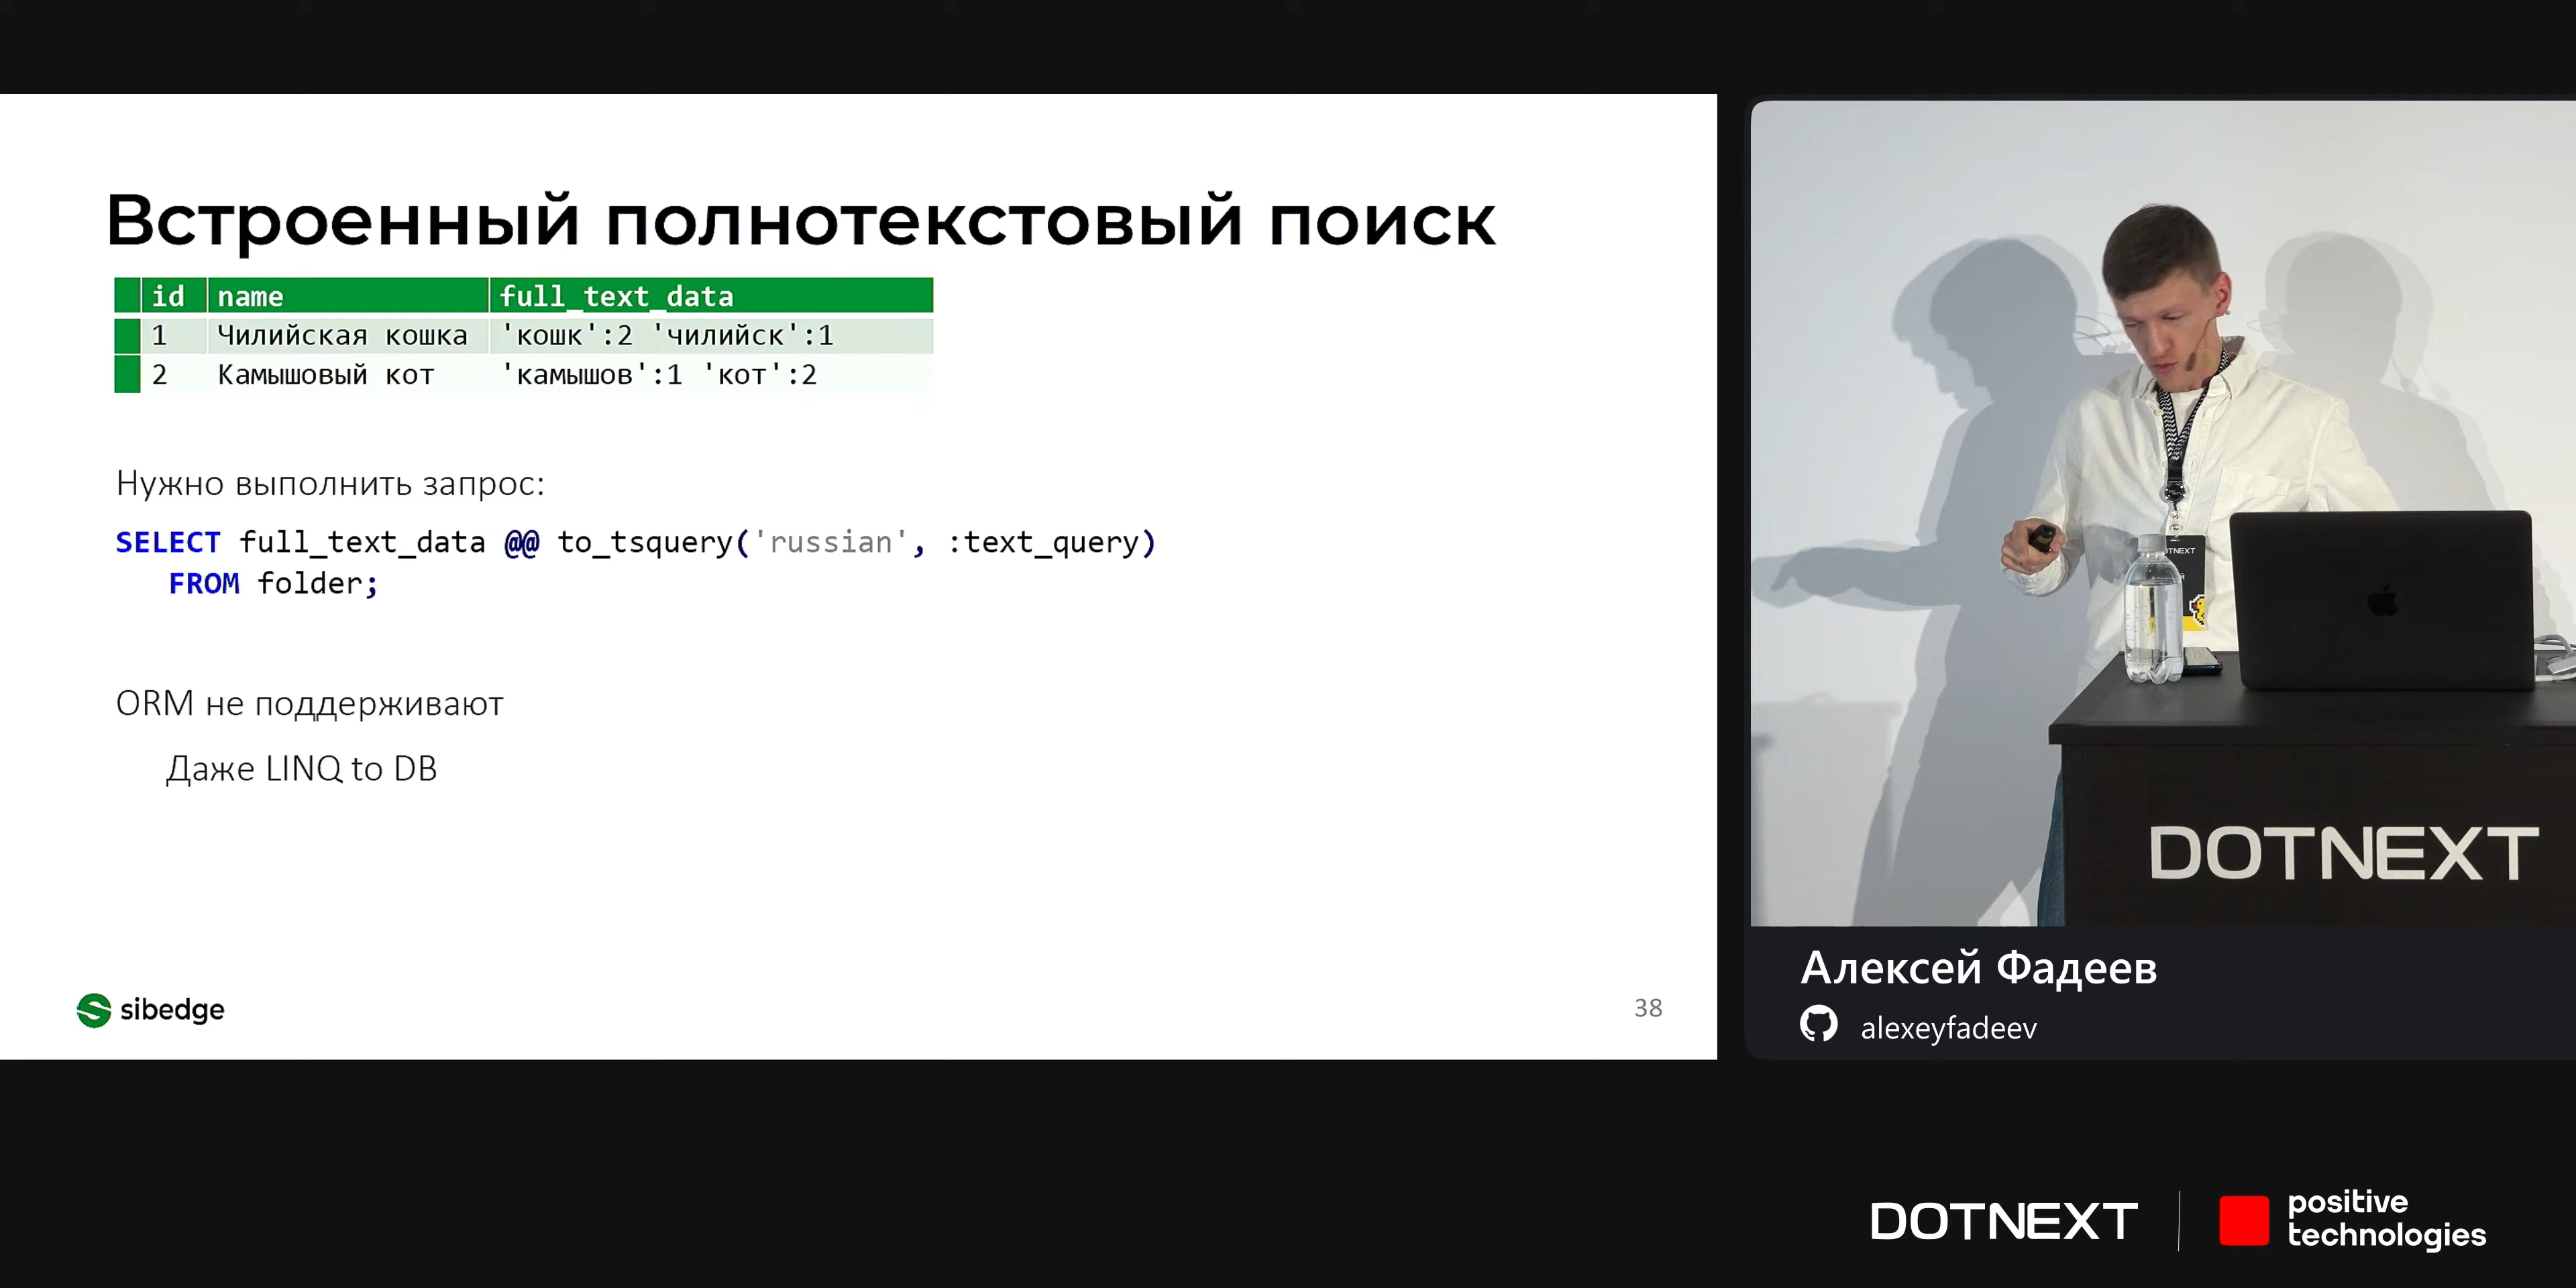 Встроенный полнотекстовый поиск
id name full_text_data
1 Чилийская кошка 'кошк':2 'чилийск':1
2 Камышовый кот 'камышов':1 'кот':2
Нужно выполнить запрос:
SELECT full_text_data @@ to_tsquery('russian', :text_query)
FROM folder;
ORM не поддерживают
Даже LINQ to DB
sibedge
38
DOTNEXT
Алексей Фадеев
alexeyfadeev
DOTNEXT
positive
technologies